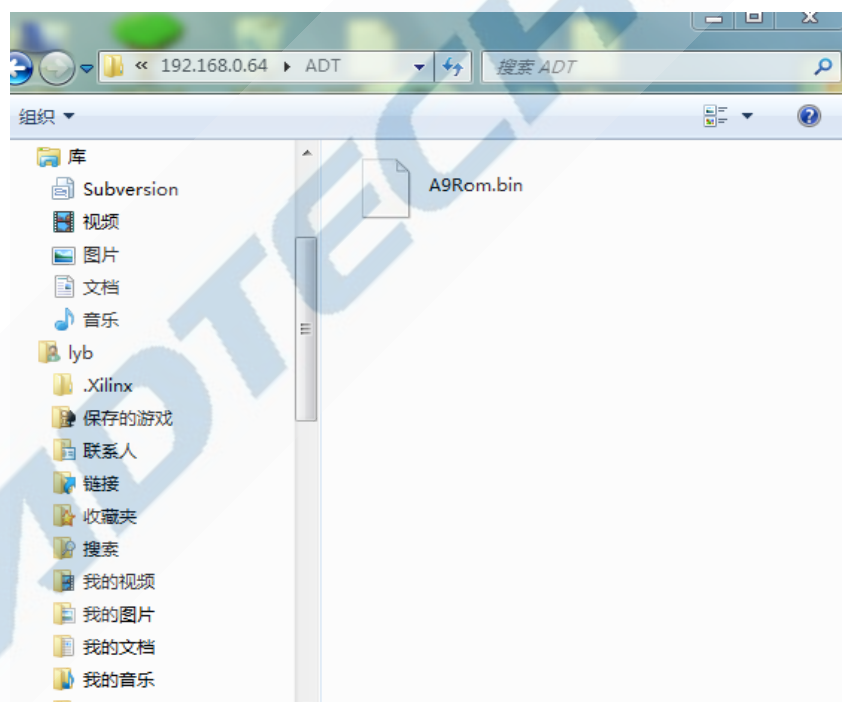 « 192.168.0.64 ▸ ADT
搜索 ADT
组织
库
Subversion
视频
图片
文档
音乐
lyb
.Xilinx
保存的游戏
联系人
链接
收藏夹
搜索
我的视频
我的图片
我的文档
我的音乐
A9Rom.bin
ADTECH